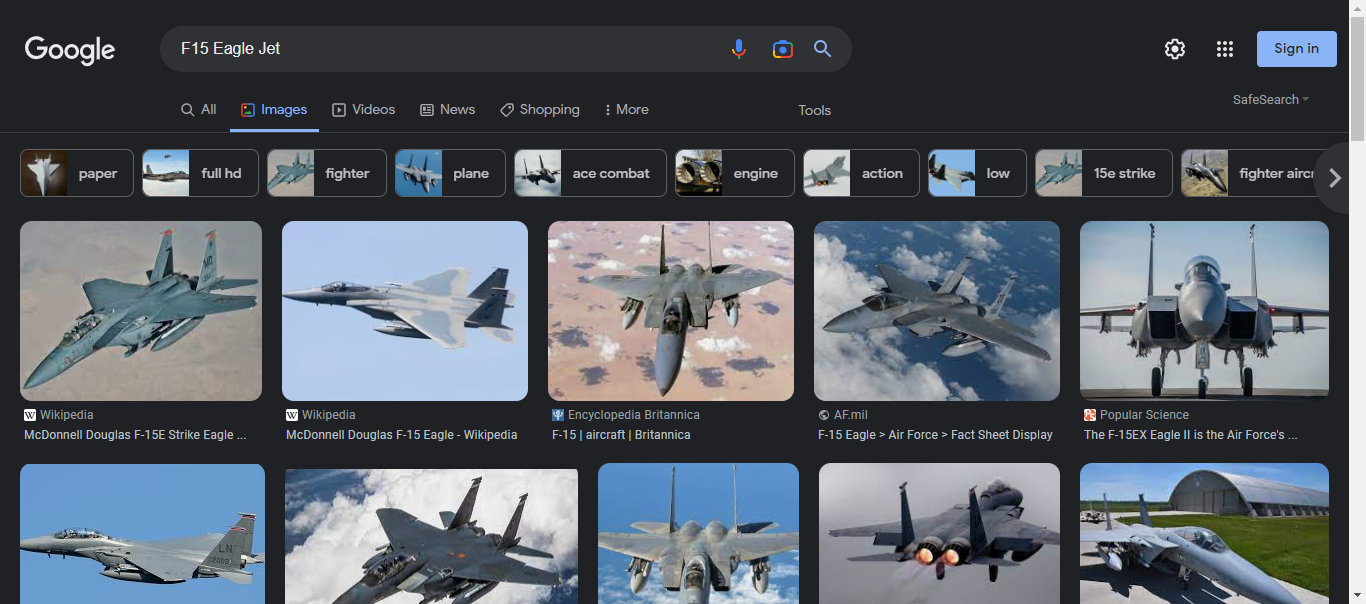 Google
F15 Eagle Jet
Sign in
All
Images
Videos
News
Shopping
More
Tools
SafeSearch
paper
full hd
fighter
plane
ace combat
engine
action
low
15e strike
fighter aircr
W Wikipedia
McDonnell Douglas F-15E Strike Eagle ...
W Wikipedia
McDonnell Douglas F-15 Eagle - Wikipedia
Encyclopedia Britannica
F-15 | aircraft | Britannica
AF.mil
F-15 Eagle > Air Force > Fact Sheet Display
Popular Science
The F-15EX Eagle II is the Air Force's ...
LN